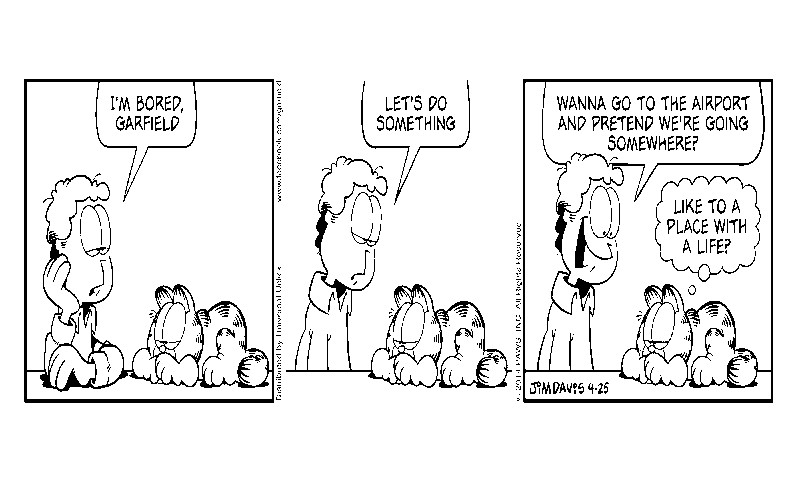 I'M BORED,
GARFIELD
LET'S DO
SOMETHING
WANNA GO TO THE AIRPORT
AND PRETEND WE'RE GOING
SOMEWHERE?
LIKE TO A
PLACE WITH
A LIFE?
JIM DAVIS 4-25